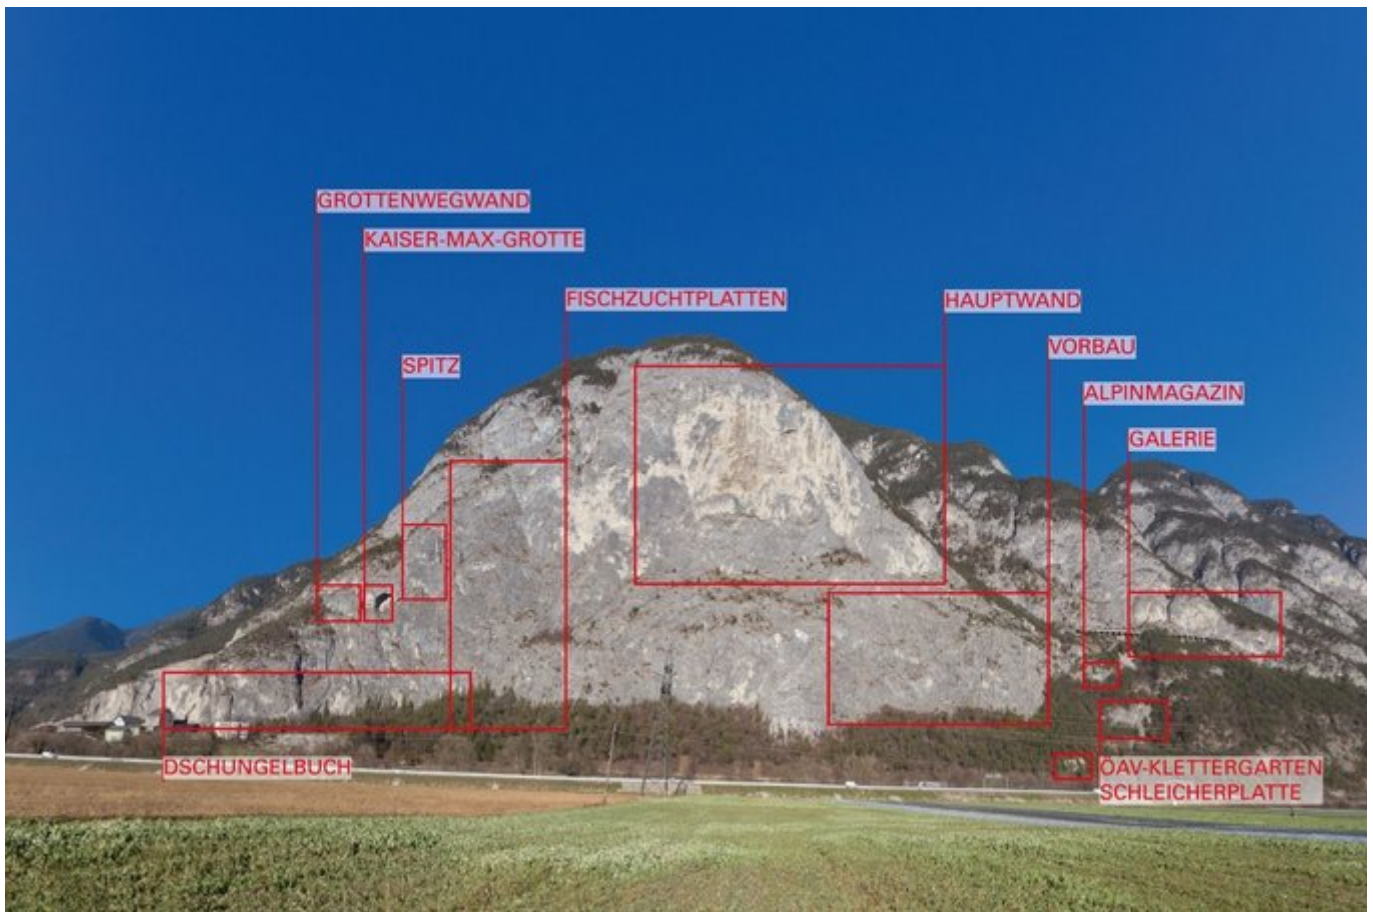 GROTTENWEGWAND
KAISER-MAX-GROTTE
FISCHZUCHTPLATTEN
HAUPTWAND
VORBAU
SPITZ
ALPINMAGAZIN
GALERIE
DSCHUNGELBUCH
ÖAV-KLETTERGARTEN
SCHLEICHERPLATTE